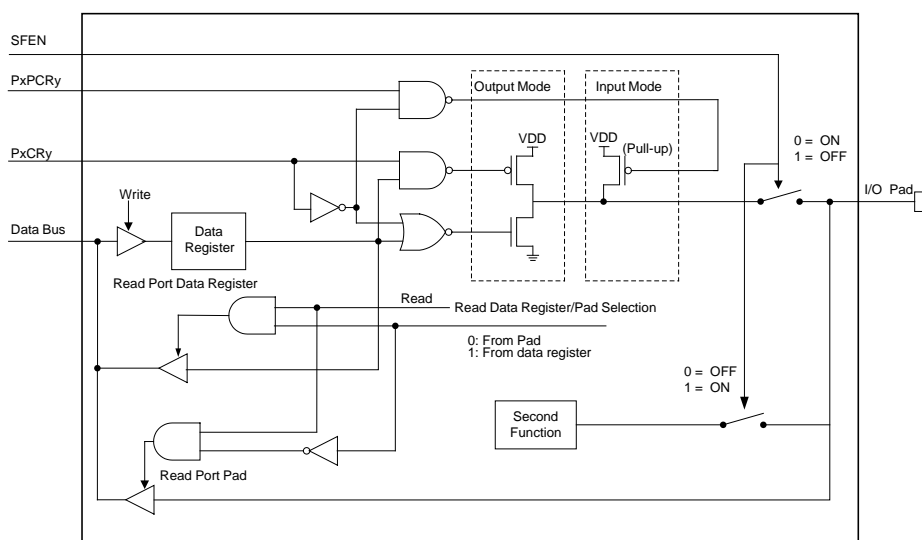 SFEN
PxPCRy
Output Mode
Input Mode
VDD
VDD
(Pull-up)
0 = ON
1 = OFF
PxCRy
I/O Pad
Write
Data Bus
Data
Register
Read Port Data Register
Read
Read Data Register/Pad Selection
0: From Pad
1: From data register
0 = OFF
1 = ON
Second
Function
Read Port Pad